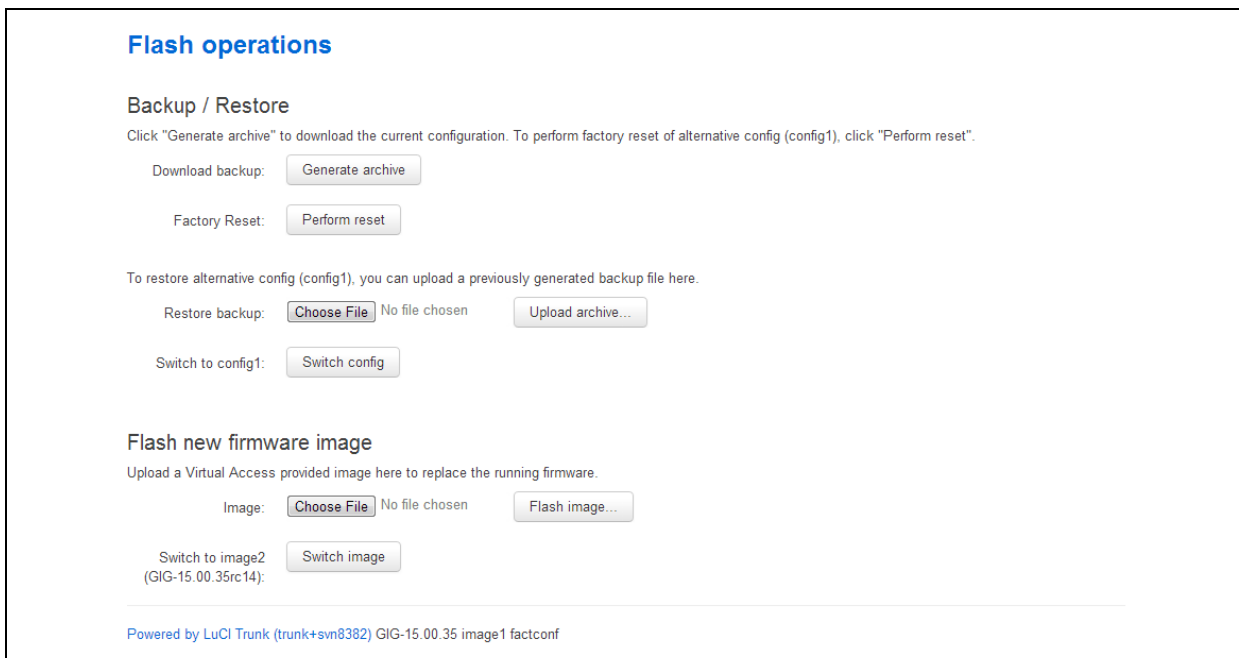 Flash operations
Backup / Restore
Click "Generate archive" to download the current configuration. To perform factory reset of alternative config (config1), click "Perform reset".
Download backup: Generate archive
Factory Reset: Perform reset
To restore alternative config (config1), you can upload a previously generated backup file here.
Restore backup: Choose File No file chosen Upload archive...
Switch to config1: Switch config
Flash new firmware image
Upload a Virtual Access provided image here to replace the running firmware.
Image: Choose File No file chosen Flash image...
Switch to image2 Switch image
(GIG-15.00.35rc14):
Powered by LuCI Trunk (trunk+svn8382) GIG-15.00.35 image1 factconf